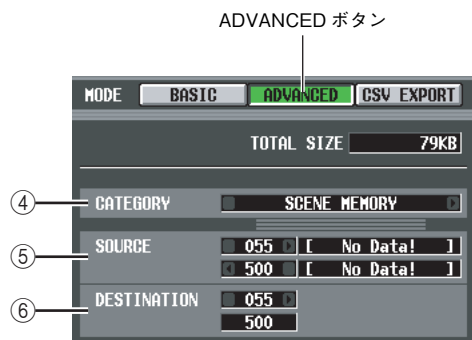 ADVANCED ボタン
MODE BASIC ADVANCED CSV EXPORT
TOTAL SIZE 79KB
④ CATEGORY SCENE MEMORY
⑤ SOURCE 055 [ No Data! ]
500 [ No Data! ]
⑥ DESTINATION 055
500